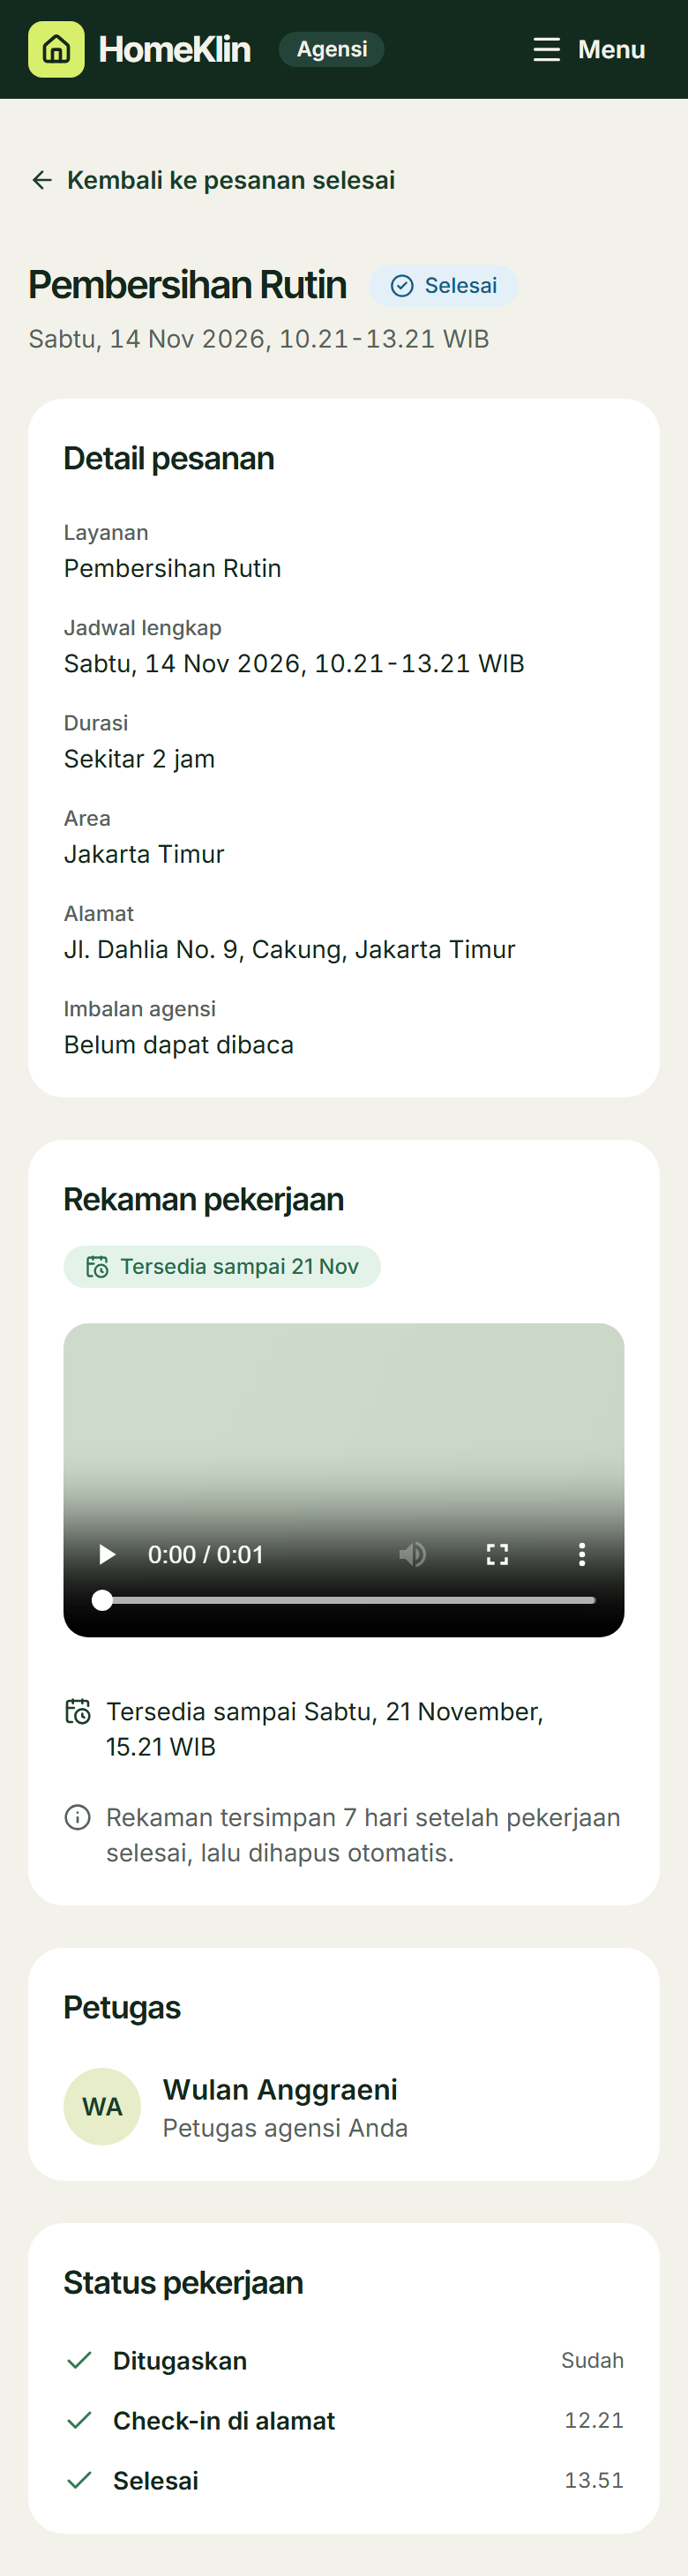 HomeKlin Agensi Menu
Kembali ke pesanan selesai
Pembersihan Rutin Selesai
Sabtu, 14 Nov 2026, 10.21-13.21 WIB
Detail pesanan
Layanan
Pembersihan Rutin
Jadwal lengkap
Sabtu, 14 Nov 2026, 10.21-13.21 WIB
Durasi
Sekitar 2 jam
Area
Jakarta Timur
Alamat
Jl. Dahlia No. 9, Cakung, Jakarta Timur
Imbalan agensi
Belum dapat dibaca
Rekaman pekerjaan
Tersedia sampai 21 Nov
0:00 / 0:01
Tersedia sampai Sabtu, 21 November,
15.21 WIB
Rekaman tersimpan 7 hari setelah pekerjaan
selesai, lalu dihapus otomatis.
Petugas
WA Wulan Anggraeni
Petugas agensi Anda
Status pekerjaan
Ditugaskan Sudah
Check-in di alamat 12.21
Selesai 13.51